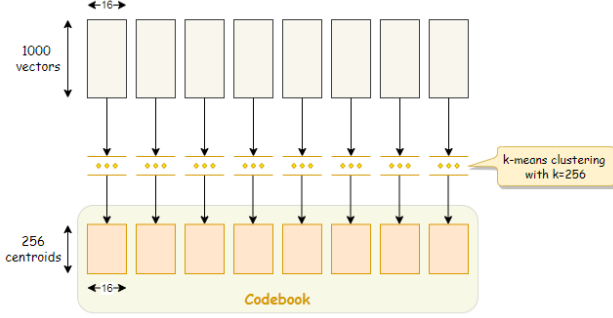 16
1000
vectors
k-means clustering
with k=256
256
centroids
16
Codebook